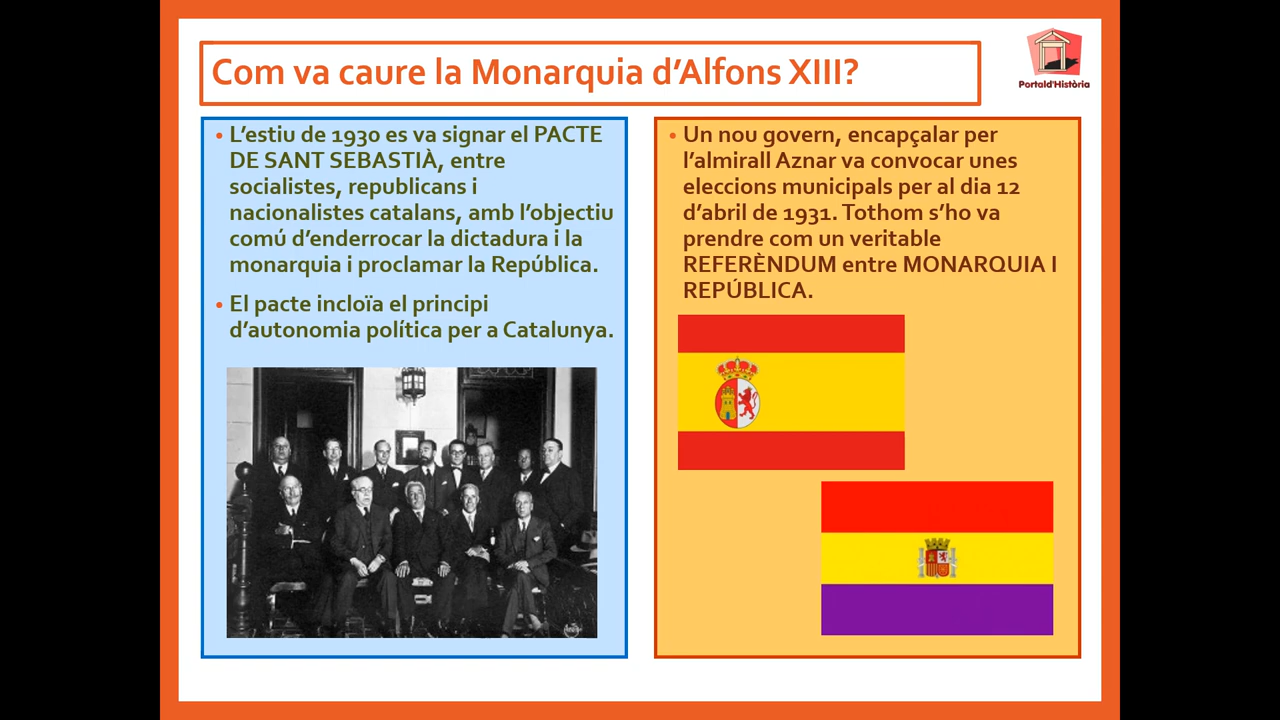 Com va caure la Monarquia d'Alfons XIII?
Portald'Història
• L'estiu de 1930 es va signar el PACTE
DE SANT SEBASTIÀ, entre
socialistes, republicans i
nacionalistes catalans, amb l'objectiu
comú d'enderrocar la dictadura i la
monarquia i proclamar la República.
• El pacte incloïa el principi
d'autonomia política per a Catalunya.
• Un nou govern, encapçalar per
l'almirall Aznar va convocar unes
eleccions municipals per al dia 12
d'abril de 1931. Tothom s'ho va
prendre com un veritable
REFERÈNDUM entre MONARQUIA I
REPÚBLICA.